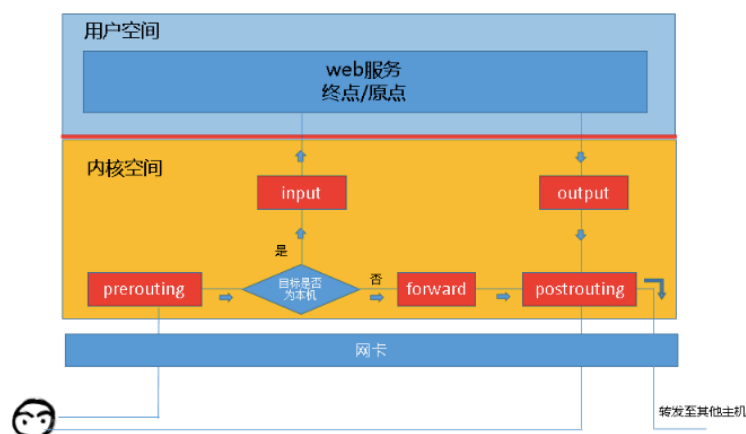 用户空间
web服务
终点/原点
内核空间
input
output
是
prerouting
目标是否
为本机
否
forward
postrouting
网卡
转发至其他主机